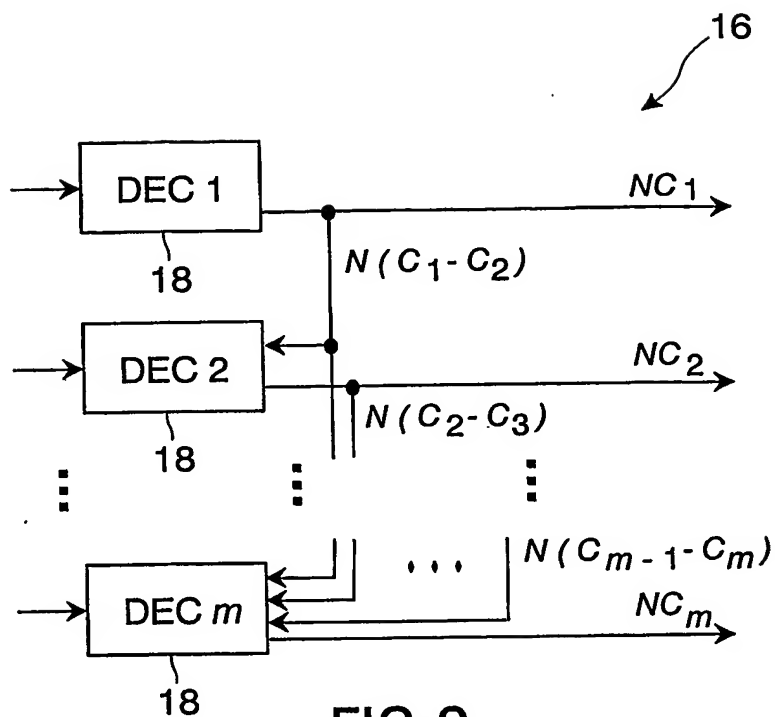 16
DEC 1
NC1
18
N(C1-C2)
DEC 2
NC2
18
N(C2-C3)
DEC m
N(Cm-1-Cm)
NCm
18